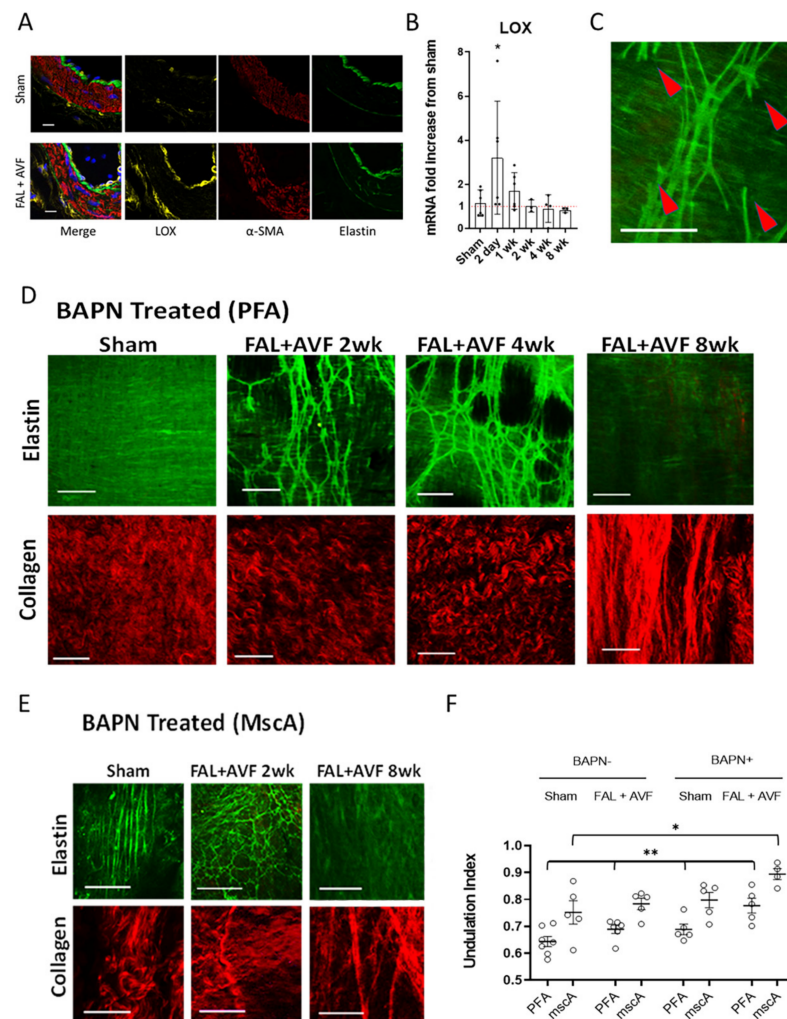 A
Sham
FAL + AVF
Merge LOX α-SMA Elastin
B
LOX
*
mRNA fold increase from sham
8
6
4
2
1
0
Sham 2 day 1 wk 2 wk 4 wk 8 wk
C
D
BAPN Treated (PFA)
Sham FAL+AVF 2wk FAL+AVF 4wk FAL+AVF 8wk
Elastin
Collagen
E
BAPN Treated (MscA)
Sham FAL+AVF 2wk FAL+AVF 8wk
Elastin
Collagen
F
BAPN- BAPN+
Sham FAL + AVF Sham FAL + AVF
*
**
Undulation Index
1.0
0.9
0.8
0.7
0.6
0.5
PFA mscA PFA mscA PFA mscA PFA mscA